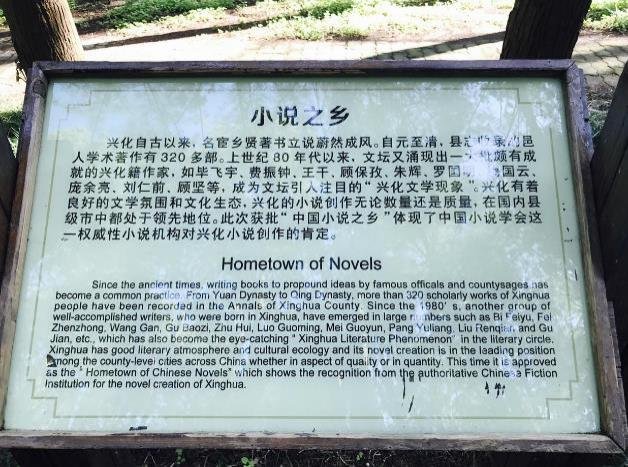 小说之乡
兴化自古以来，名宦乡贤著书立说蔚然成风。自元至清，县志收录的邑
人学术著作有320多部。上世纪80年代以来，文坛又涌现出一大批颇有成
就的兴化籍作家，如毕飞宇、费振钟、王干、顾保孜、朱辉、罗国明、国云、
庞余亮、刘仁前、顾坚等，成为文坛引人注目的“兴化文学现象”。兴化有着
良好的文学氛围和文化生态，兴化的小说创作无论数量还是质量，在国内县
级市中都处于领先地位。此次获批“中国小说之乡”体现了中国小说学会这
一权威性小说机构对兴化小说创作的肯定。
Hometown of Novels
Since the ancient times, writing books to propound ideas by famous officals and countysages has
become a common practice. From Yuan Dynasty to Qing Dynasty, more than 320 scholarly works of Xinghua
people have been recorded in the Annals of Xinghua County. Since the 1980's, another group of
well-accomplished writers, who were born in Xinghua, have emerged in large numbers such as Bi Feiyu, Fei
Zhenzhong, Wang Gan, Gu Baozi, Zhu Hui, Luo Guoming, Mei Guoyun, Pang Yuliang, Liu Renqian and Gu
Jian, etc., which has also become the eye-catching "Xinghua Literature Phenomenon" in the literary circle.
Xinghua has good literary atmosphere and cultural ecology and its novel creation is in the leading position
among the county-level cities across China whether in aspect of quality or in quantity. This time it is approved
as the "Hometown of Chinese Novels" which shows the recognition from the authoritative Chinese Fiction
Institution for the novel creation of Xinghua.